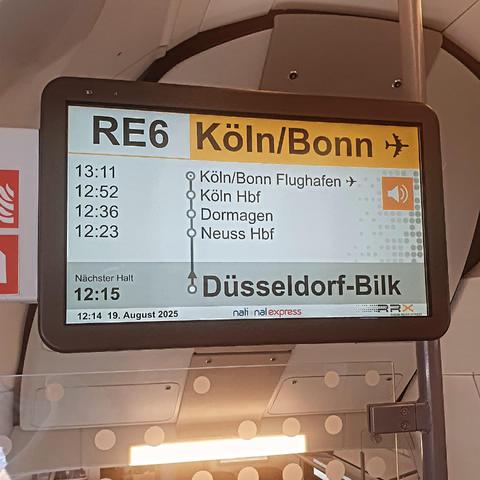 RE6 Köln/Bonn
13:11 Köln/Bonn Flughafen
12:52 Köln Hbf
12:36 Dormagen
12:23 Neuss Hbf
Nächster Halt
12:15 Düsseldorf-Bilk
12:14 19. August 2025 national express RRX